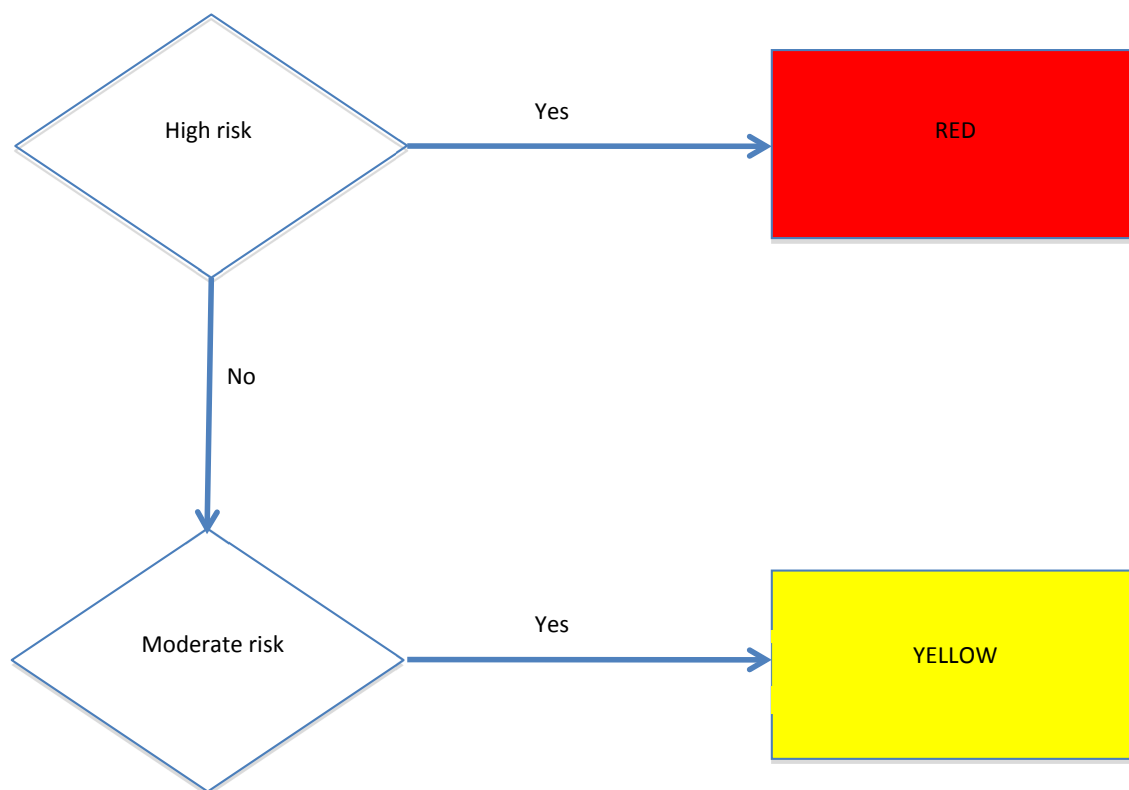 High risk
Yes
RED
No
Moderate risk
Yes
YELLOW